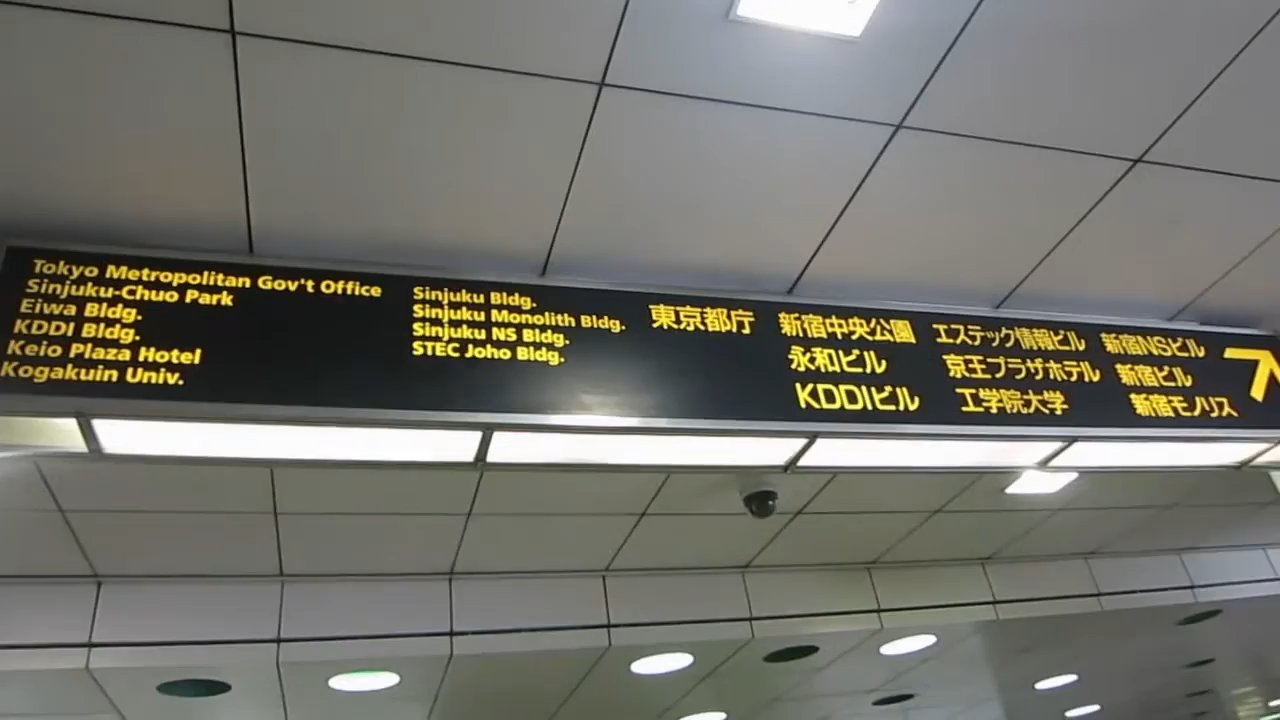 Tokyo Metropolitan Gov't Office
Sinjuku-Chuo Park
Eiwa Bldg.
KDDI Bldg.
Keio Plaza Hotel
Kogakuin Univ.
Sinjuku Bldg.
Sinjuku Monolith Bldg.
Sinjuku NS Bldg.
STEC Joho Bldg.
東京都庁
新宿中央公園
永和ビル
KDDIビル
エステック情報ビル
京王プラザホテル
工学院大学
新宿NSビル
新宿ビル
新宿モノリス